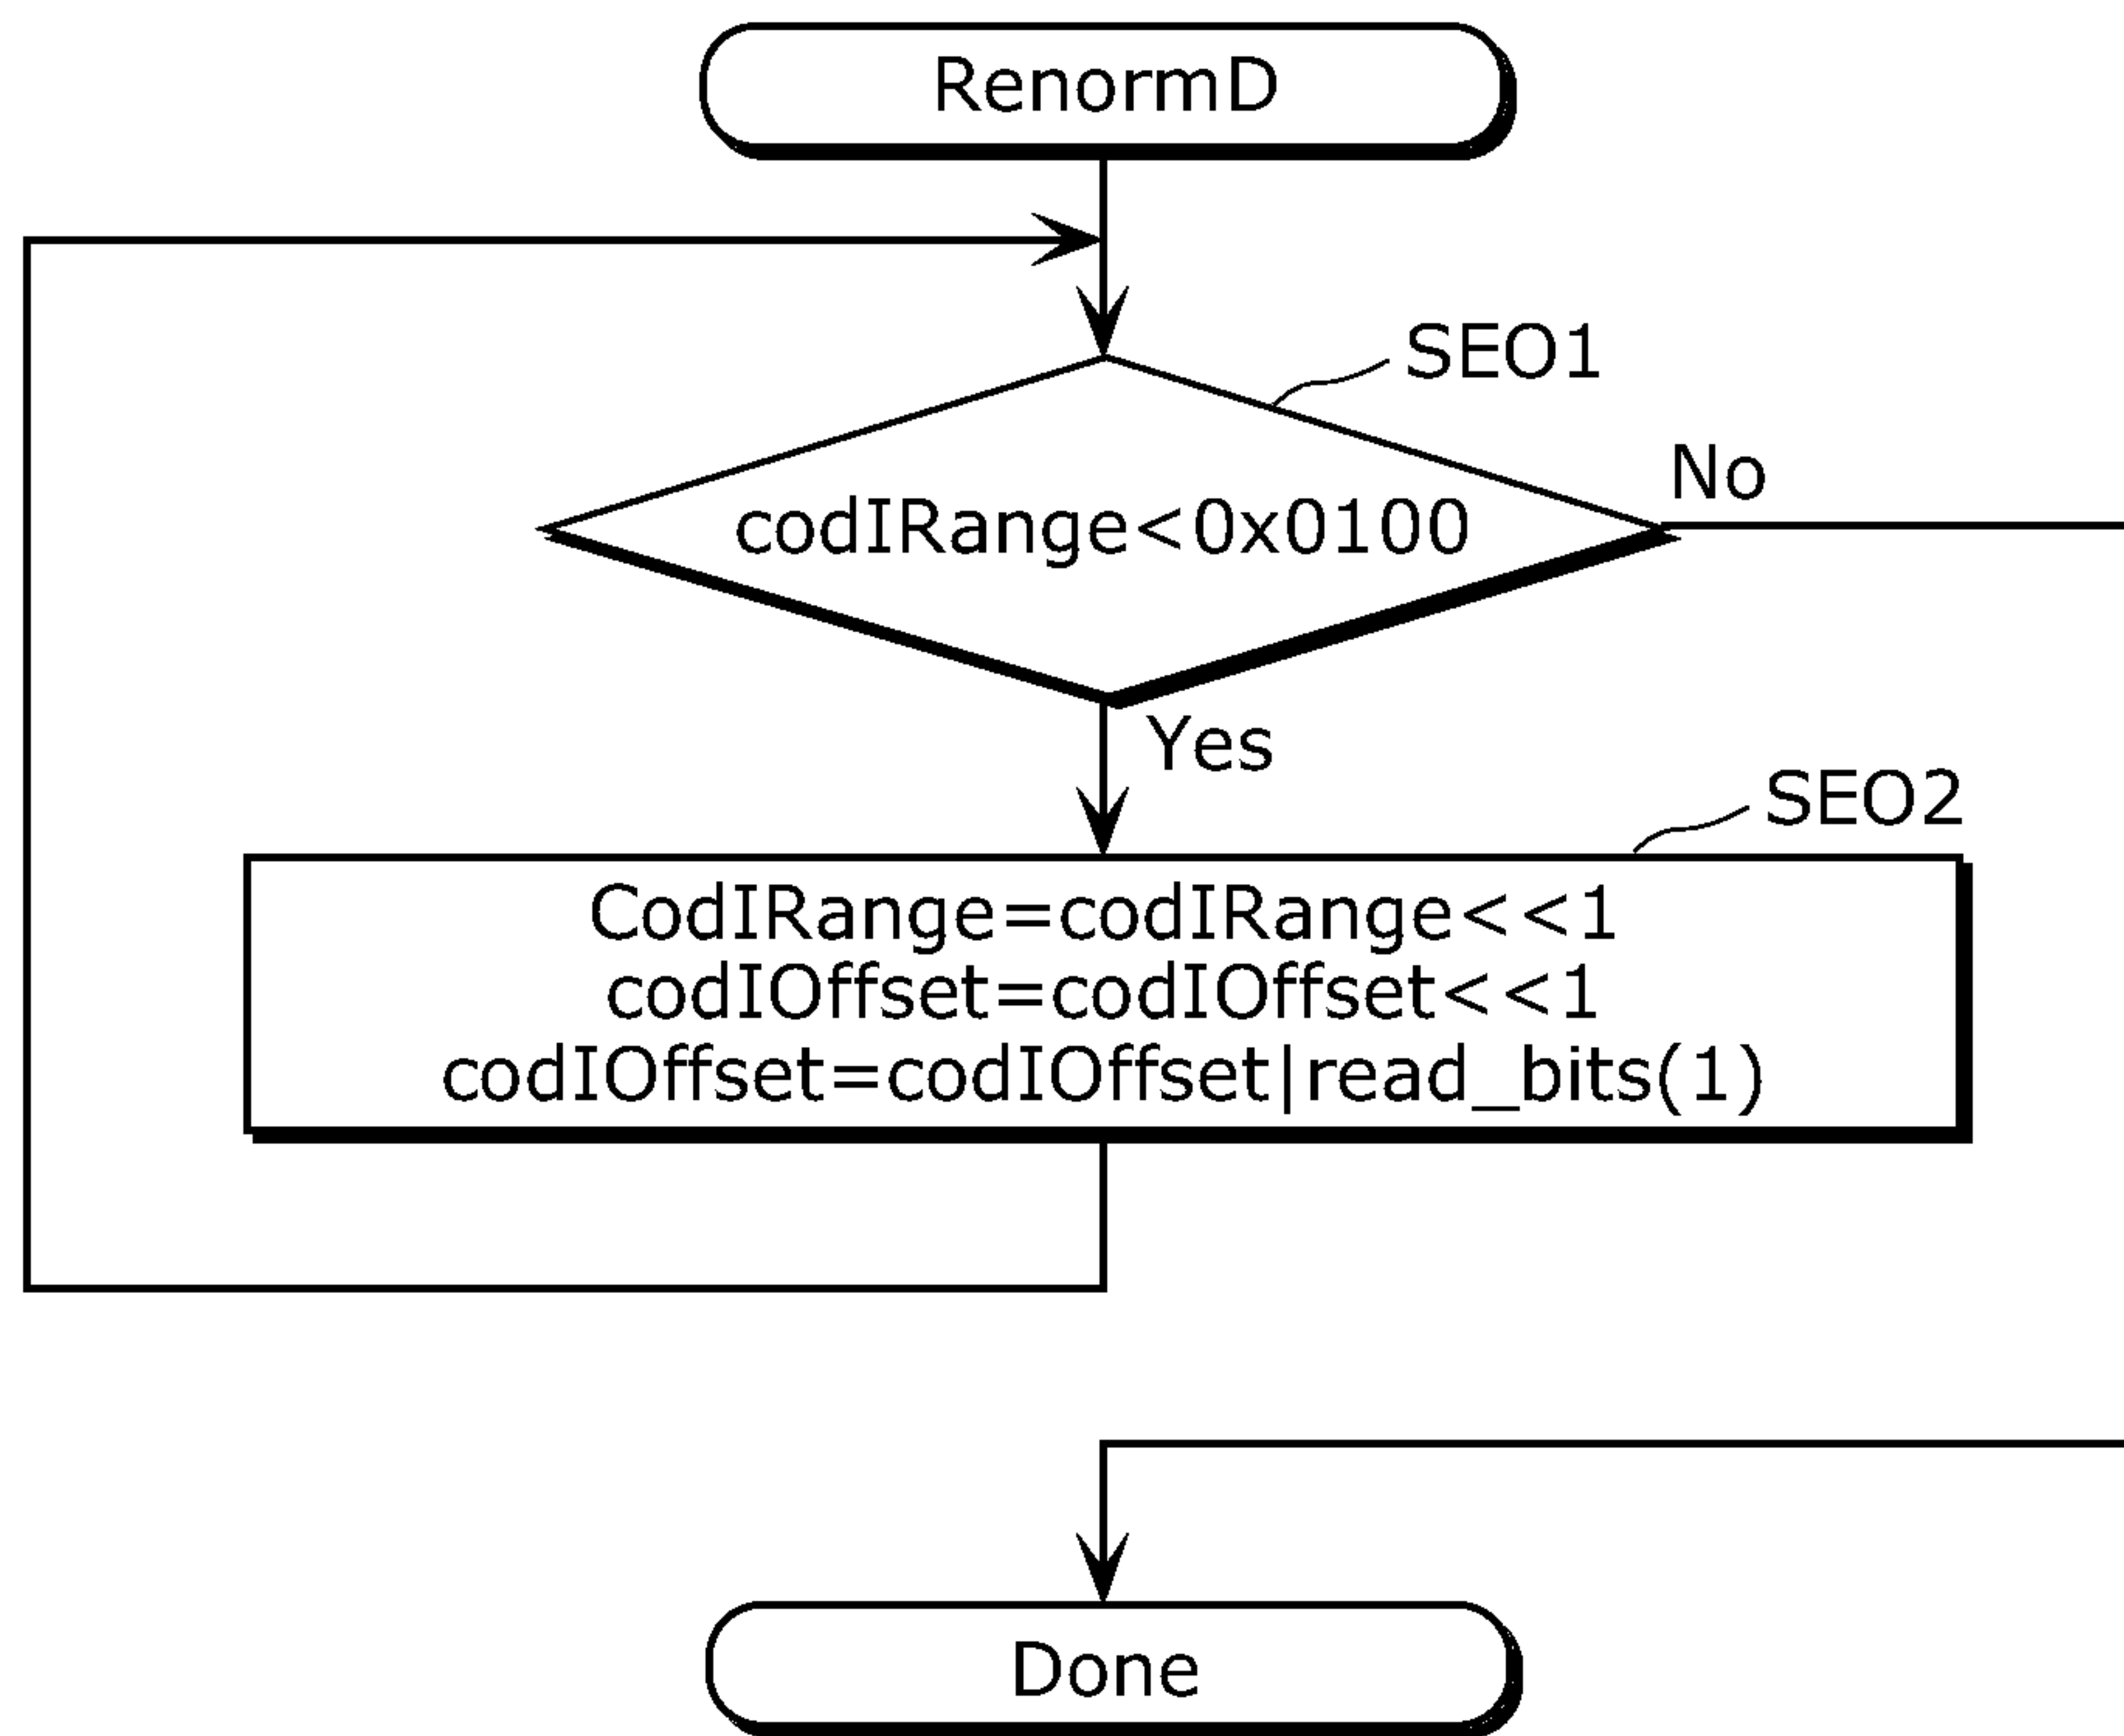 RenormD
SEO1
No
codIRange<0x0100
Yes
SEO2
CodIRange=codIRange<<1
codIOffset=codIOffset<<1
codIOffset=codIOffset|read_bits(1)
Done